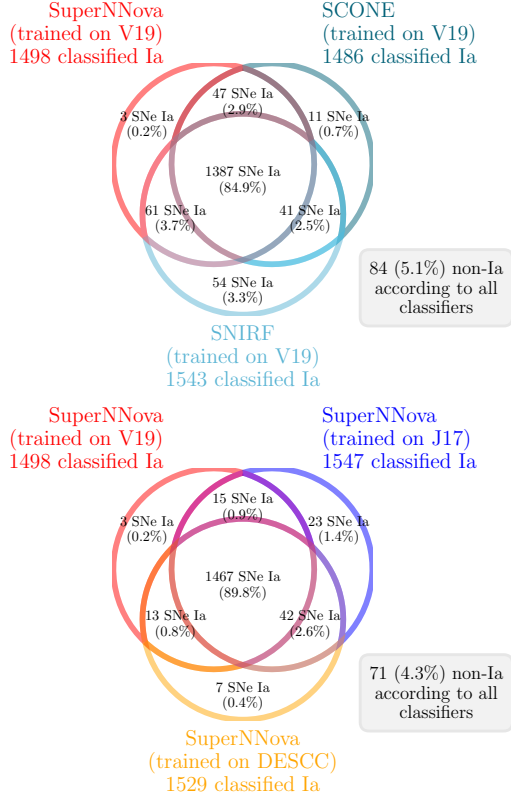 SuperNNova
(trained on V19)
1498 classified Ia
SCONE
(trained on V19)
1486 classified Ia
47 SNe Ia
(2.9%)
3 SNe Ia
(0.2%)
11 SNe Ia
(0.7%)
1387 SNe Ia
(84.9%)
61 SNe Ia
(3.7%)
41 SNe Ia
(2.5%)
54 SNe Ia
(3.3%)
84 (5.1%) non-Ia
according to all
classifiers
SNIRF
(trained on V19)
1543 classified Ia
SuperNNova
(trained on V19)
1498 classified Ia
SuperNNova
(trained on J17)
1547 classified Ia
15 SNe Ia
(0.9%)
3 SNe Ia
(0.2%)
23 SNe Ia
(1.4%)
1467 SNe Ia
(89.8%)
13 SNe Ia
(0.8%)
42 SNe Ia
(2.6%)
7 SNe Ia
(0.4%)
71 (4.3%) non-Ia
according to all
classifiers
SuperNNova
(trained on DESCC)
1529 classified Ia